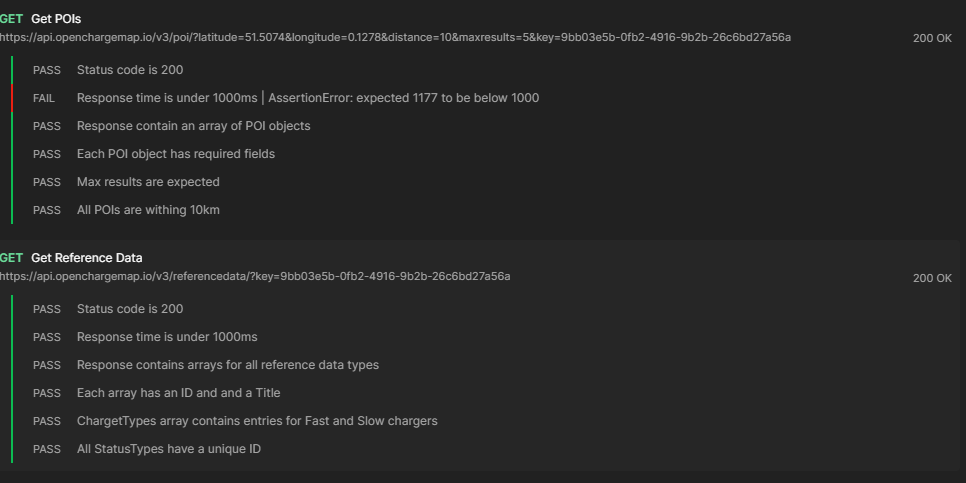 GET Get POIs
https://api.openchargemap.io/v3/poi/?latitude=51.5074&longitude=0.1278&distance=10&maxresults=5&key=9bb03e5b-0fb2-4916-9b2b-26c6bd27a56a 200 OK
PASS Status code is 200
FAIL Response time is under 1000ms | AssertionError: expected 1177 to be below 1000
PASS Response contain an array of POI objects
PASS Each POI object has required fields
PASS Max results are expected
PASS All POIs are withing 10km
GET Get Reference Data
https://api.openchargemap.io/v3/referencedata/?key=9bb03e5b-0fb2-4916-9b2b-26c6bd27a56a 200 OK
PASS Status code is 200
PASS Response time is under 1000ms
PASS Response contains arrays for all reference data types
PASS Each array has an ID and and a Title
PASS ChargetTypes array contains entries for Fast and Slow chargers
PASS All StatusTypes have a unique ID